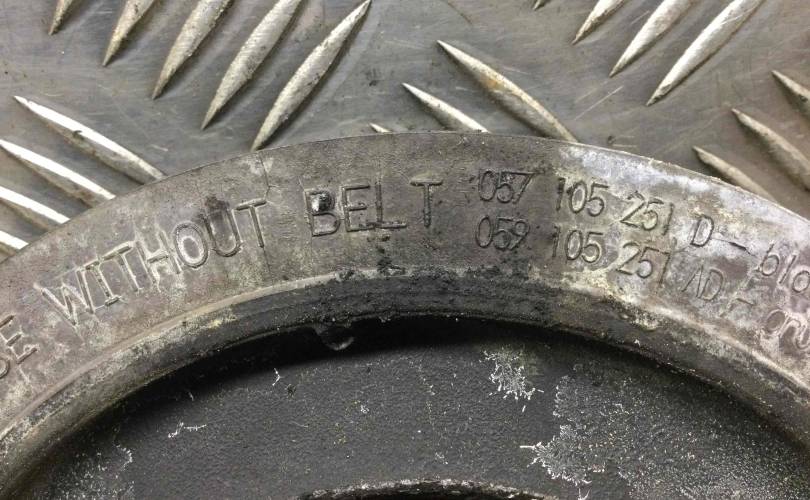 WITHOUT BELT
057 105 251 D -
059 105 251 AD -